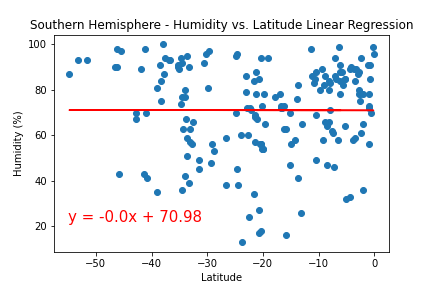 Southern Hemisphere - Humidity vs. Latitude Linear Regression
100
80
60
40
20
Humidity (%)
y = -0.0x + 70.98
−50 −40 −30 −20 −10 0
Latitude